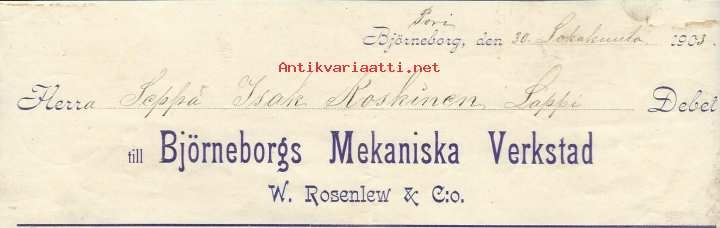 Pori
Björneborg, den 30 Lokakuuta 1903.
Antikvariaatti.net
Herra Seppä Isak Koskinen Lappi Debet
till Björneborgs Mekaniska Verkstad
W. Rosenlew & C:o.